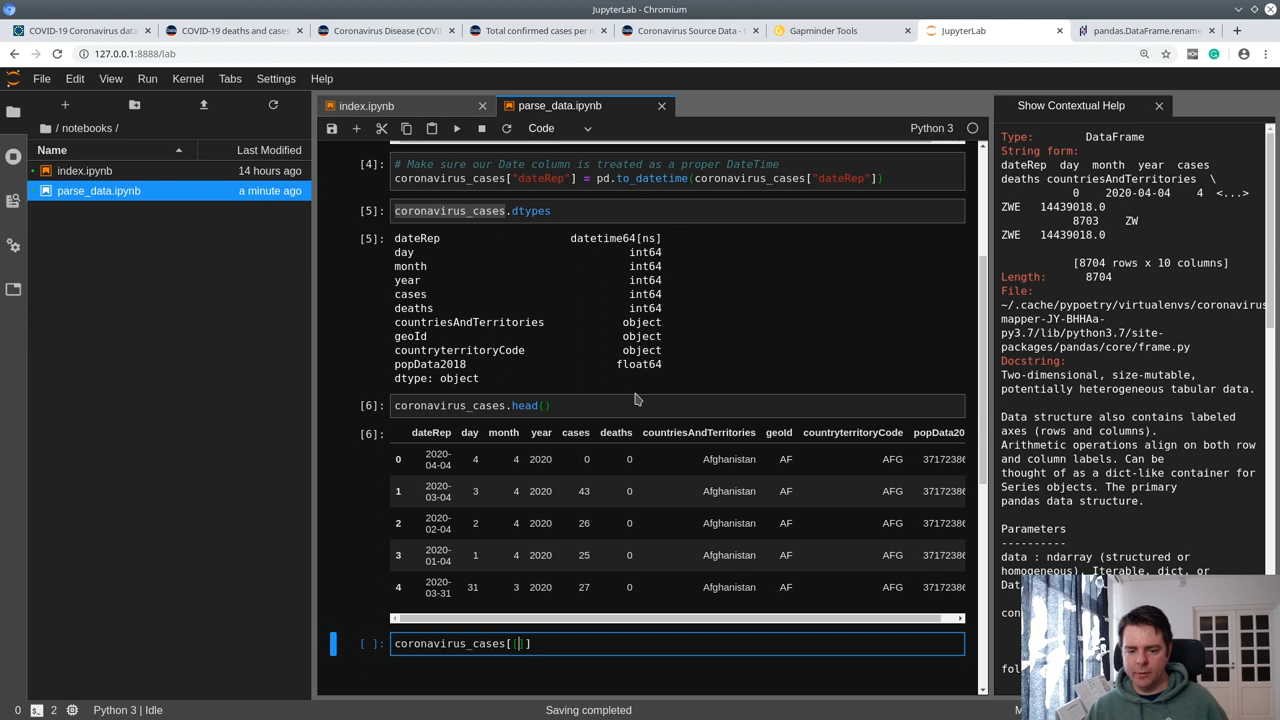 JupyterLab - Chromium
COVID-19 Coronavirus data
COVID-19 deaths and cases
Coronavirus Disease (COVI
Total confirmed cases per m
Coronavirus Source Data - O
Gapminder Tools
JupyterLab
pandas.DataFrame.rename
127.0.0.1:8888/lab
File Edit View Run Kernel Tabs Settings Help
/ notebooks /
Name Last Modified
index.ipynb 14 hours ago
parse_data.ipynb a minute ago
index.ipynb
parse_data.ipynb
Code
Python 3
[4]: # Make sure our Date column is treated as a proper DateTime
coronavirus_cases["dateRep"] = pd.to_datetime(coronavirus_cases["dateRep"])
[5]: coronavirus_cases.dtypes
[5]: dateRep datetime64[ns]
day int64
month int64
year int64
cases int64
deaths int64
countriesAndTerritories object
geoId object
countryterritoryCode object
popData2018 float64
dtype: object
[6]: coronavirus_cases.head()
[6]: dateRep day month year cases deaths countriesAndTerritories geoId countryterritoryCode popData20
0 2020-04-04 4 4 2020 0 0 Afghanistan AF AFG 37172386
1 2020-03-04 3 4 2020 43 0 Afghanistan AF AFG 37172386
2 2020-02-04 2 4 2020 26 0 Afghanistan AF AFG 37172386
3 2020-01-04 1 4 2020 25 0 Afghanistan AF AFG 37172386
4 2020-03-31 31 3 2020 27 0 Afghanistan AF AFG 37172386
[ ]: coronavirus_cases[[]]
Show Contextual Help
Type: DataFrame
String form:
dateRep day month year cases
deaths countriesAndTerritories \
0 2020-04-04 4 <...>
ZWE 14439018.0
8703 ZW
ZWE 14439018.0
[8704 rows x 10 columns]
Length: 8704
File:
~/.cache/pypoetry/virtualenvs/coronavirus
mapper-JY-BHHAa-
py3.7/lib/python3.7/site-
packages/pandas/core/frame.py
Docstring:
Two-dimensional, size-mutable,
potentially heterogeneous tabular data.
Data structure also contains labeled
axes (rows and columns).
Arithmetic operations align on both row
and column labels. Can be
thought of as a dict-like container for
Series objects. The primary
pandas data structure.
Parameters
----------
data : ndarray (structured or
homogeneous), Iterable, dict, or
Dat
con
fol
0 2 Python 3 | Idle
Saving completed